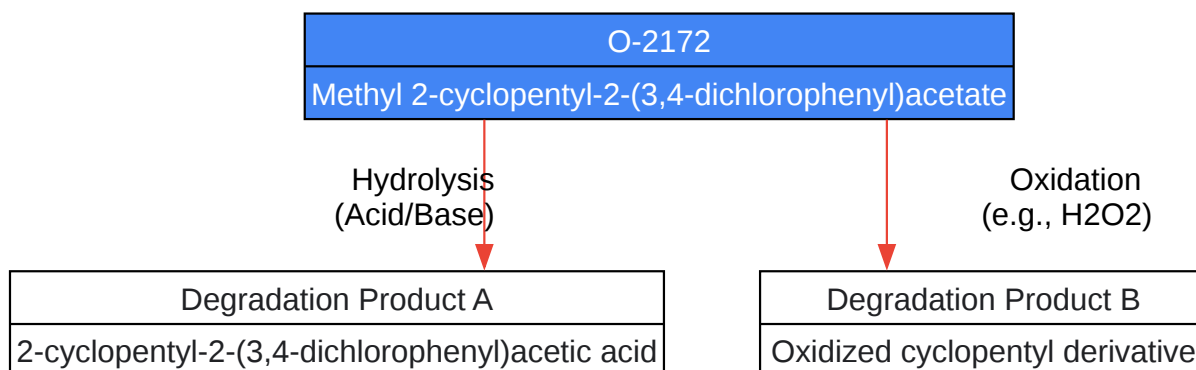 O-2172
Methyl 2-cyclopentyl-2-(3,4-dichlorophenyl)acetate
Hydrolysis
(Acid/Base)
Oxidation
(e.g., H2O2)
Degradation Product A
2-cyclopentyl-2-(3,4-dichlorophenyl)acetic acid
Degradation Product B
Oxidized cyclopentyl derivative